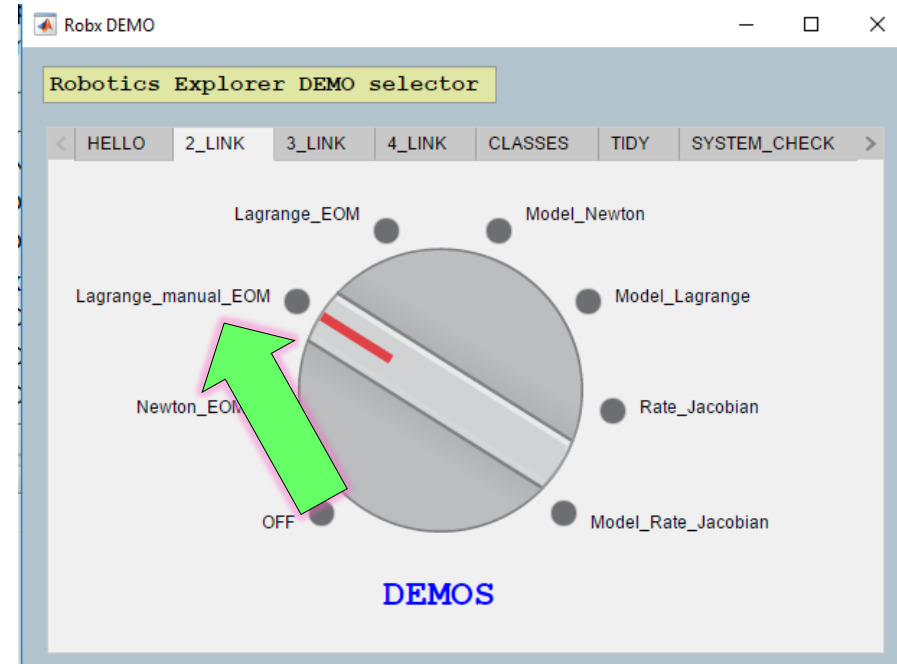 Robx DEMO
Robotics Explorer DEMO selector
HELLO 2_LINK 3_LINK 4_LINK CLASSES TIDY SYSTEM_CHECK
Lagrange_EOM Model_Newton
Lagrange_manual_EOM Model_Lagrange
Newton_EOM Rate_Jacobian
OFF Model_Rate_Jacobian
DEMOS